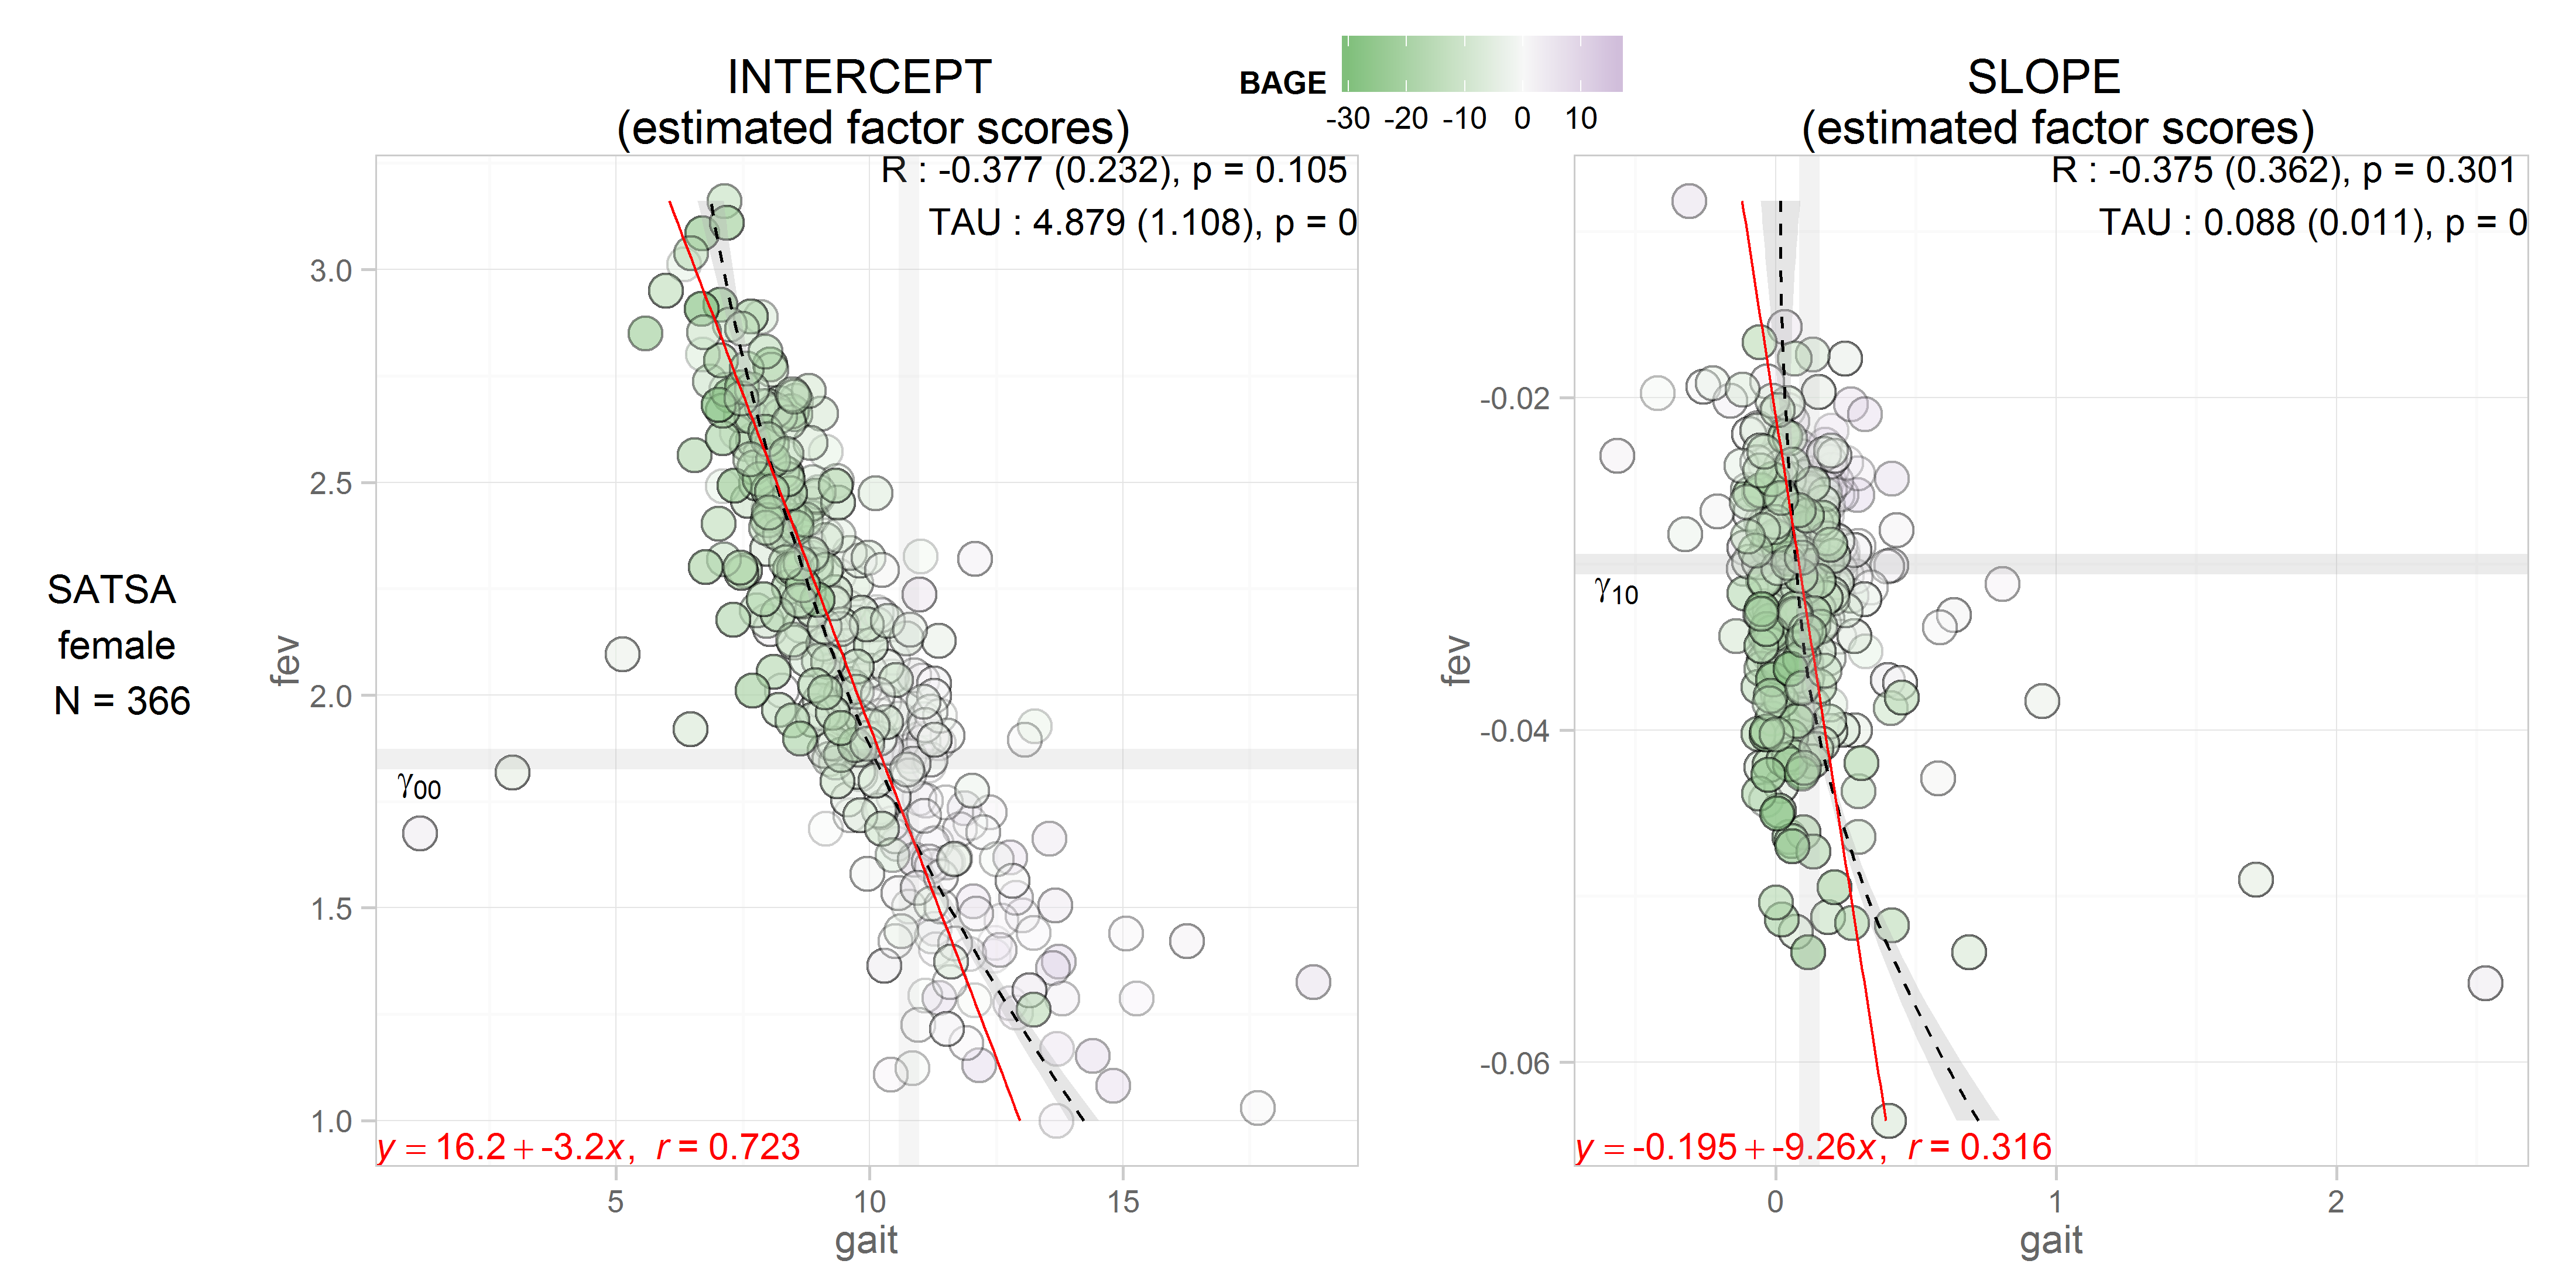 BAGE
-30 -20 -10 0 10
INTERCEPT
(estimated factor scores)
R : -0.377 (0.232), p = 0.105
TAU : 4.879 (1.108), p = 0
SATSA
female
N = 366
fev
3.0
2.5
2.0
1.5
1.0
γ00
y = 16.2 + -3.2x, r = 0.723
5 10 15
gait
SLOPE
(estimated factor scores)
R : -0.375 (0.362), p = 0.301
TAU : 0.088 (0.011), p = 0
fev
-0.02
-0.04
-0.06
γ10
y = -0.195 + -9.26x, r = 0.316
0 1 2
gait